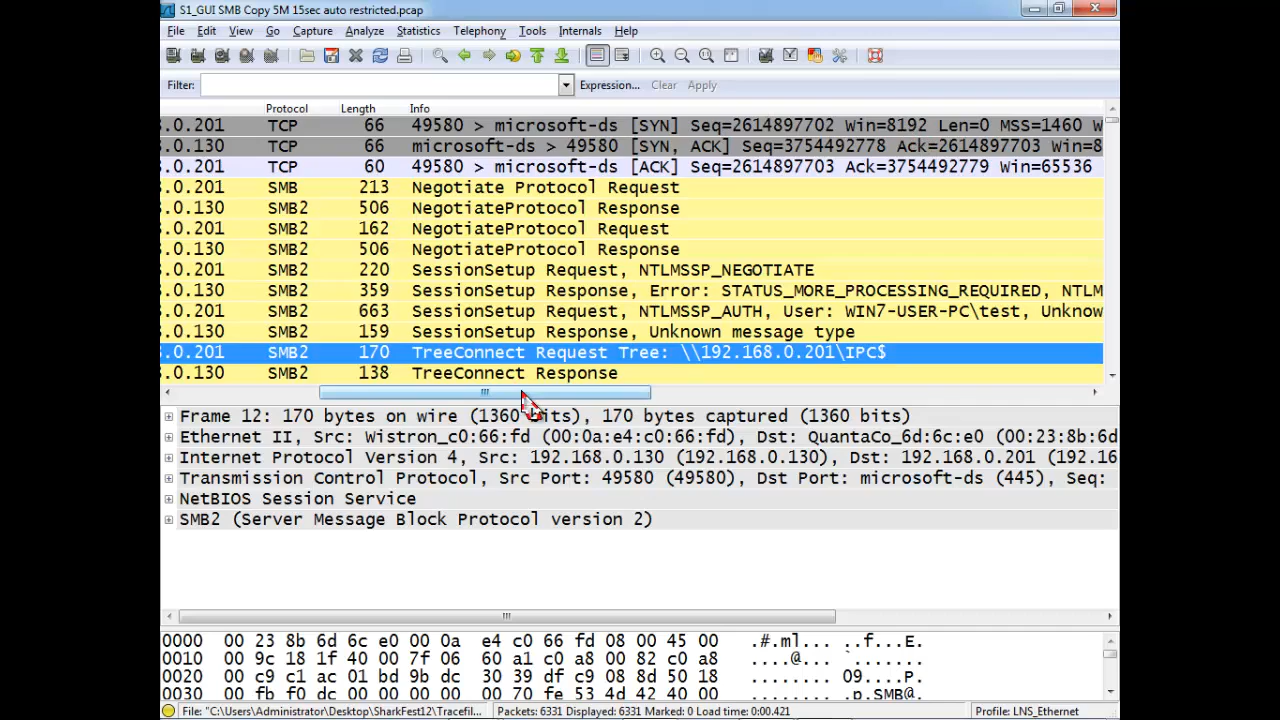 S1_GUI SMB Copy 5M 15sec auto restricted.pcap
File Edit View Go Capture Analyze Statistics Telephony Tools Internals Help
Filter: Expression... Clear Apply
Protocol Length Info
.0.201 TCP 66 49580 > microsoft-ds [SYN] Seq=2614897702 Win=8192 Len=0 MSS=1460 W
.0.130 TCP 66 microsoft-ds > 49580 [SYN, ACK] Seq=3754492778 Ack=2614897703 Win=8
.0.201 TCP 60 49580 > microsoft-ds [ACK] Seq=2614897703 Ack=3754492779 Win=65536
.0.201 SMB 213 Negotiate Protocol Request
.0.130 SMB2 506 NegotiateProtocol Response
.0.201 SMB2 162 NegotiateProtocol Request
.0.130 SMB2 506 NegotiateProtocol Response
.0.201 SMB2 220 SessionSetup Request, NTLMSSP_NEGOTIATE
.0.130 SMB2 359 SessionSetup Response, Error: STATUS_MORE_PROCESSING_REQUIRED, NTLM
.0.201 SMB2 663 SessionSetup Request, NTLMSSP_AUTH, User: WIN7-USER-PC\test, Unknow
.0.130 SMB2 159 SessionSetup Response, Unknown message type
.0.201 SMB2 170 TreeConnect Request Tree: \\192.168.0.201\IPC$
.0.130 SMB2 138 TreeConnect Response
Frame 12: 170 bytes on wire (1360 bits), 170 bytes captured (1360 bits)
Ethernet II, Src: Wistron_c0:66:fd (00:0a:e4:c0:66:fd), Dst: QuantaCo_6d:6c:e0 (00:23:8b:6d
Internet Protocol Version 4, Src: 192.168.0.130 (192.168.0.130), Dst: 192.168.0.201 (192.16
Transmission Control Protocol, Src Port: 49580 (49580), Dst Port: microsoft-ds (445), Seq:
NetBIOS Session Service
SMB2 (Server Message Block Protocol version 2)
0000 00 23 8b 6d 6c e0 00 0a e4 c0 66 fd 08 00 45 00 .#.ml... ..f...E.
0010 00 9c 18 1f 40 00 7f 06 60 a1 c0 a8 00 82 c0 a8 ....@... `.......
0020 00 c9 c1 ac 01 bd 9b dc 30 39 df c9 08 8d 50 18 ........ 09....P.
0030 00 fb f0 dc 00 00 00 00 00 70 fe 53 4d 42 40 00 ........ .p.SMB@.
File: "C:\Users\Administrator\Desktop\SharkFest12\Tracefil... Packets: 6331 Displayed: 6331 Marked: 0 Load time: 0:00.421 Profile: LNS_Ethernet